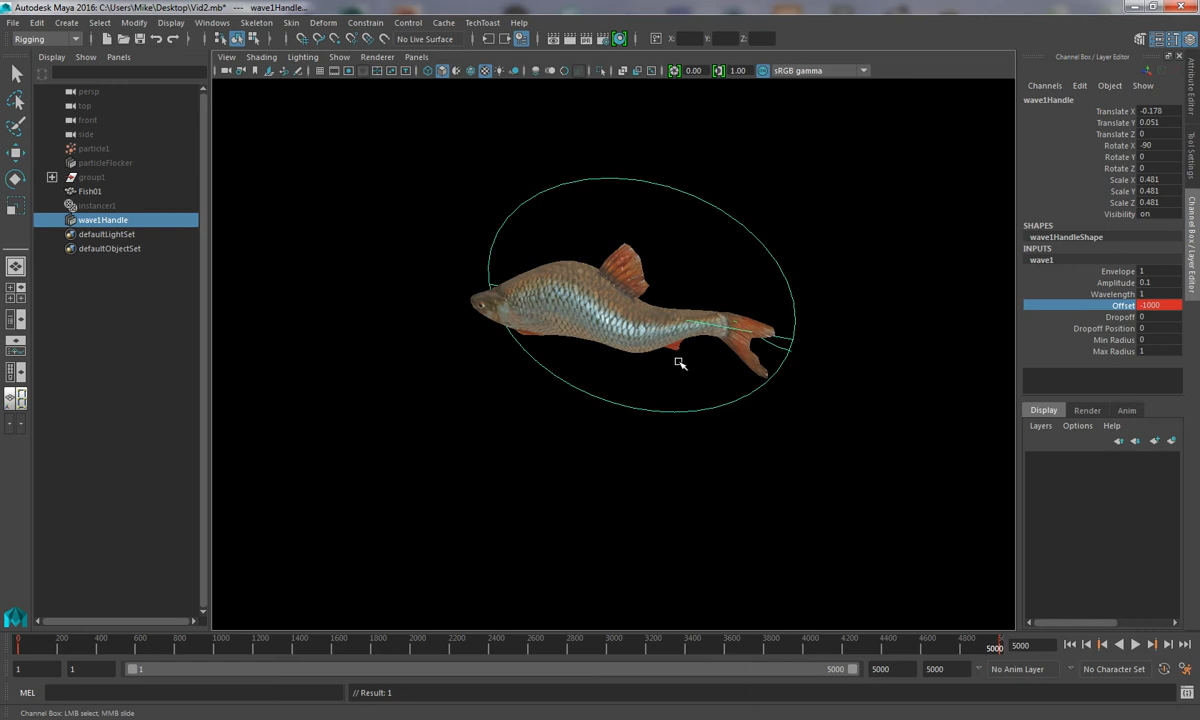 Autodesk Maya 2016: C:\Users\Mike\Desktop\Vid2.mb* --- wave1Handle...
File Edit Create Select Modify Display Windows Skeleton Skin Deform Constrain Control Cache TechToast Help
Rigging No Live Surface X: Y: Z:
Display Show Panels
View Shading Lighting Show Renderer Panels
0.00 1.00 sRGB gamma
persp
top
front
side
particle1
particleFlocker
group1
Fish01
instancer1
wave1Handle
defaultLightSet
defaultObjectSet
Channel Box / Layer Editor
Channels Edit Object Show
wave1Handle
Translate X -0.178
Translate Y 0.051
Translate Z 0
Rotate X -90
Rotate Y 0
Rotate Z 0
Scale X 0.481
Scale Y 0.481
Scale Z 0.481
Visibility on
SHAPES
wave1HandleShape
INPUTS
wave1
Envelope 1
Amplitude 0.1
Wavelength 1
Offset -1000
Dropoff 0
Dropoff Position 0
Min Radius 0
Max Radius 1
Display Render Anim
Layers Options Help
Attribute Editor
Tool Settings
Channel Box / Layer Editor
200 400 600 800 1000 1200 1400 1600 1800 2000 2200 2400 2600 2800 3000 3200 3400 3600 3800 4000 4200 4400 4600 4800
5000 5000
1 1 1 5000 5000 5000 No Anim Layer No Character Set
MEL // Result: 1
Channel Box: LMB select, MMB slide